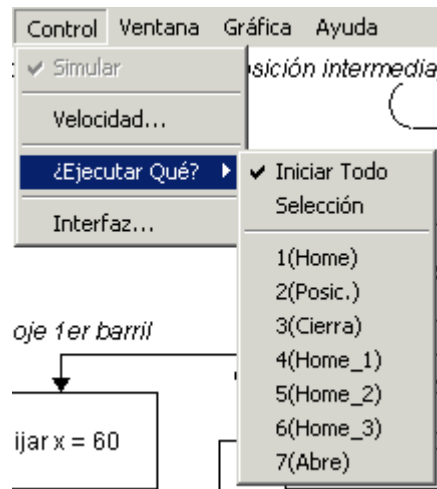 Control Ventana Gráfica Ayuda
Simular
sición intermedia
Velocidad...
¿Ejecutar Qué?
Iniciar Todo
Selección
Interfaz...
1(Home)
2(Posic.)
3(Cierra)
4(Home_1)
5(Home_2)
6(Home_3)
7(Abre)
oje 1er barril
ijar x = 60